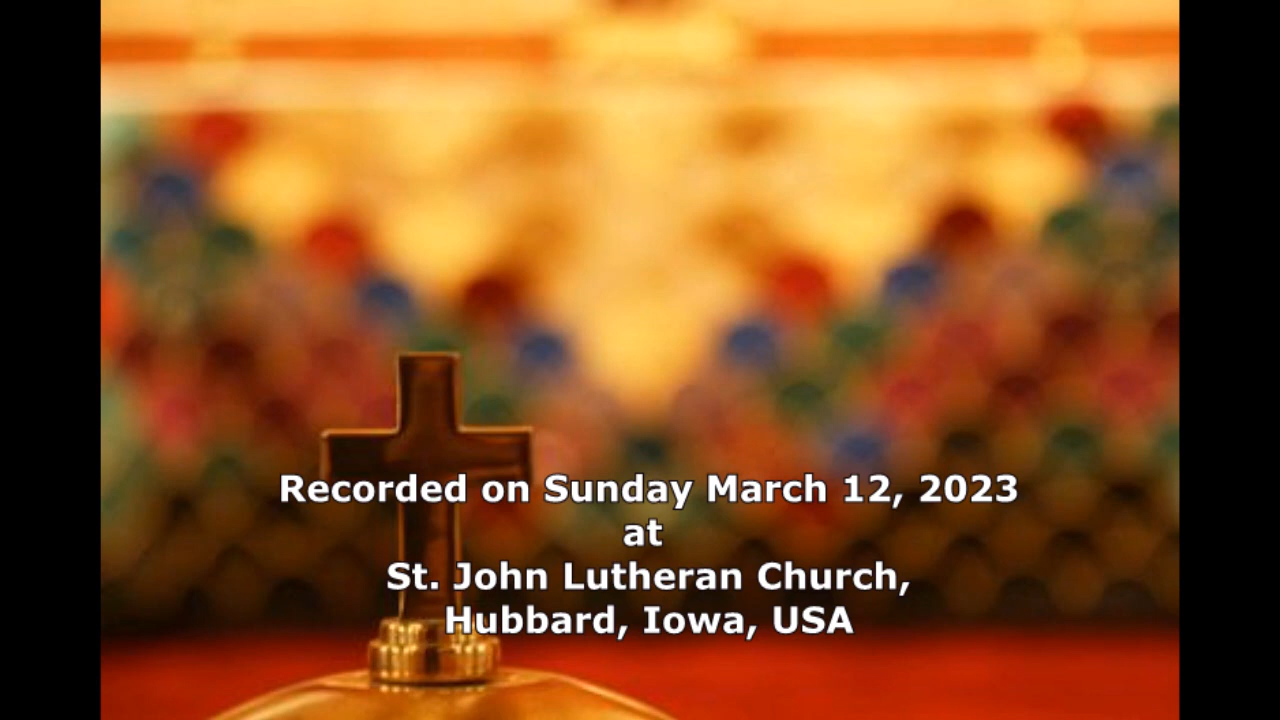 Recorded on Sunday March 12, 2023
at
St. John Lutheran Church,
Hubbard, Iowa, USA